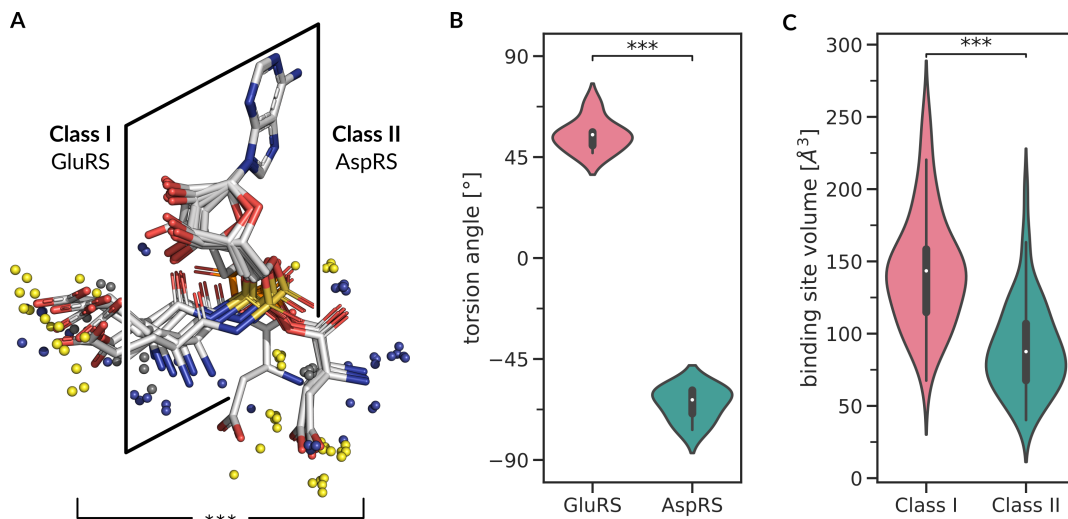 A
Class I
GluRS
Class II
AspRS
***
B
torsion angle [°]
90
45
0
−45
−90
***
GluRS
AspRS
C
binding site volume [Å³]
300
250
200
150
100
50
0
***
Class I
Class II